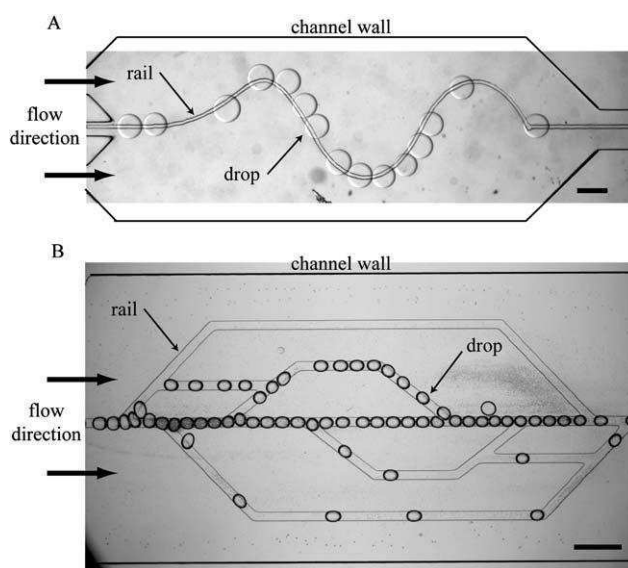 A
channel wall
rail
flow
direction
drop
B
channel wall
rail
drop
flow
direction